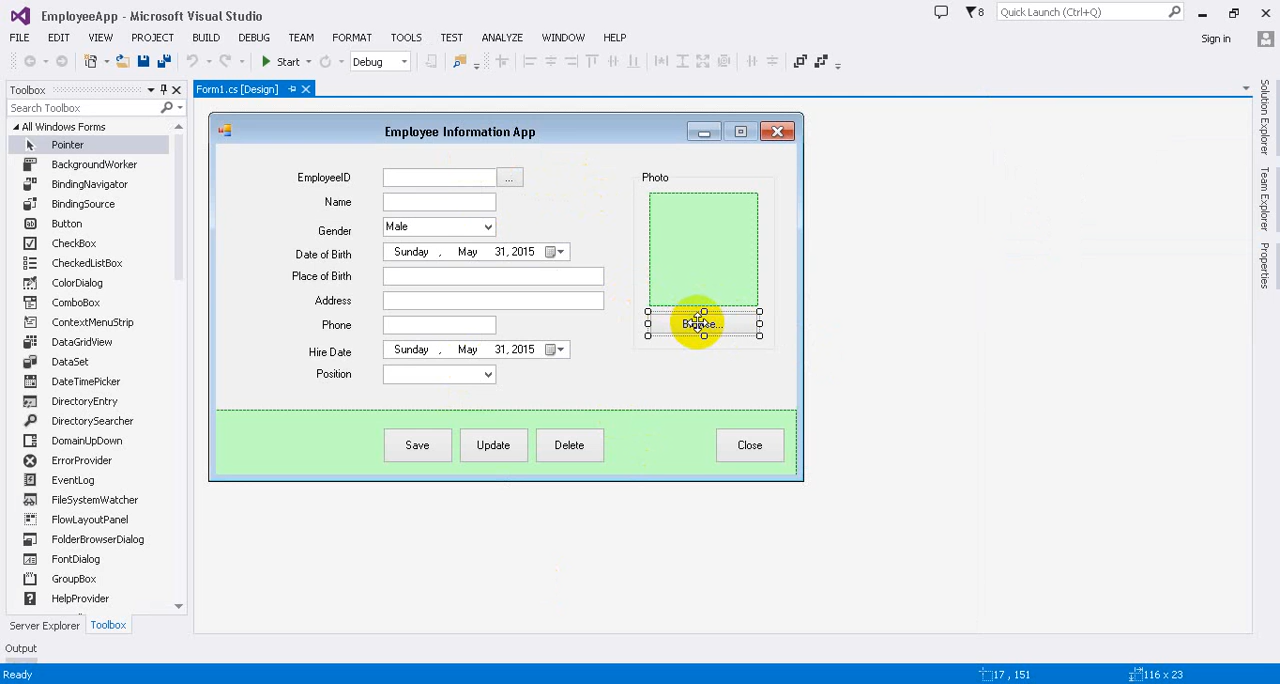 EmployeeApp - Microsoft Visual Studio
8
Quick Launch (Ctrl+Q)
FILE EDIT VIEW PROJECT BUILD DEBUG TEAM FORMAT TOOLS TEST ANALYZE WINDOW HELP
Sign in
Start
Debug
Toolbox
Search Toolbox
All Windows Forms
Pointer
BackgroundWorker
BindingNavigator
BindingSource
Button
CheckBox
CheckedListBox
ColorDialog
ComboBox
ContextMenuStrip
DataGridView
DataSet
DateTimePicker
DirectoryEntry
DirectorySearcher
DomainUpDown
ErrorProvider
EventLog
FileSystemWatcher
FlowLayoutPanel
FolderBrowserDialog
FontDialog
GroupBox
HelpProvider
Server Explorer
Toolbox
Output
Form1.cs [Design]
Employee Information App
EmployeeID
...
Name
Gender
Male
Date of Birth
Sunday , May 31, 2015
Place of Birth
Address
Phone
Hire Date
Sunday , May 31, 2015
Position
Photo
Browse...
Save
Update
Delete
Close
Solution Explorer
Team Explorer
Properties
Ready
17 , 151
116 x 23